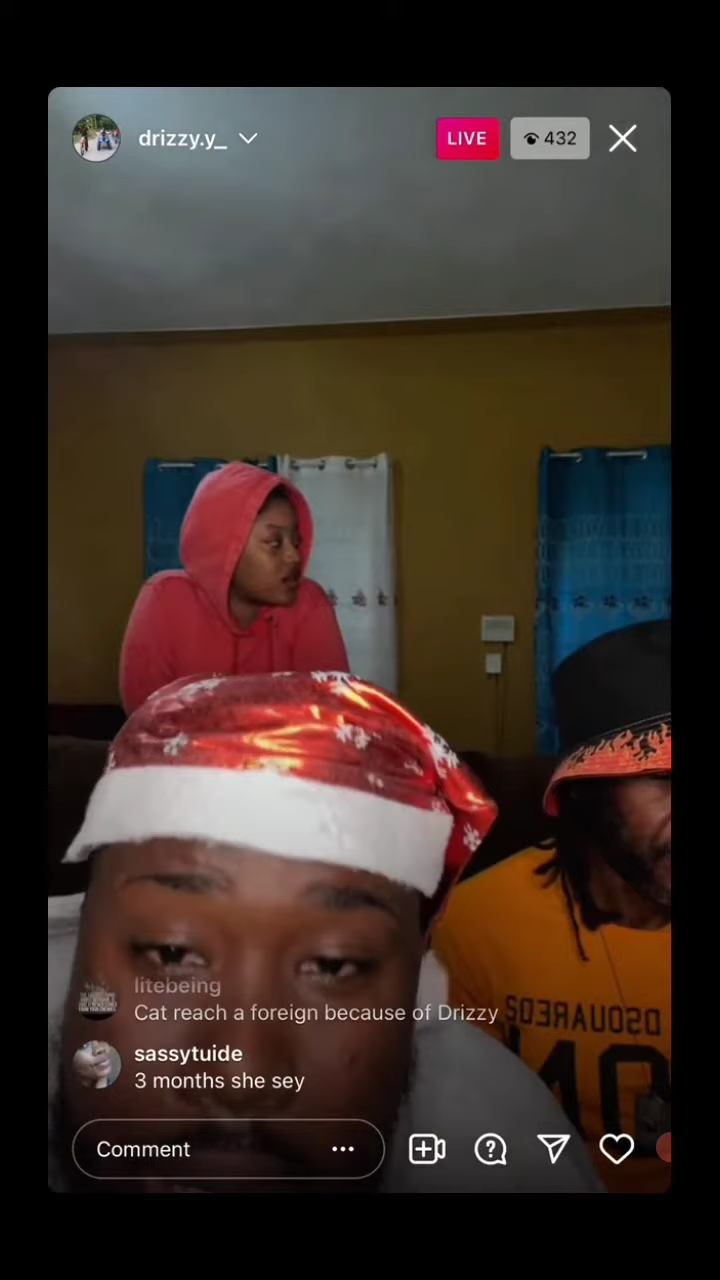 drizzy.y_
LIVE
432
litebeing
Cat reach a foreign because of Drizzy
DSQUARED
sassytuide
3 months she sey
Comment